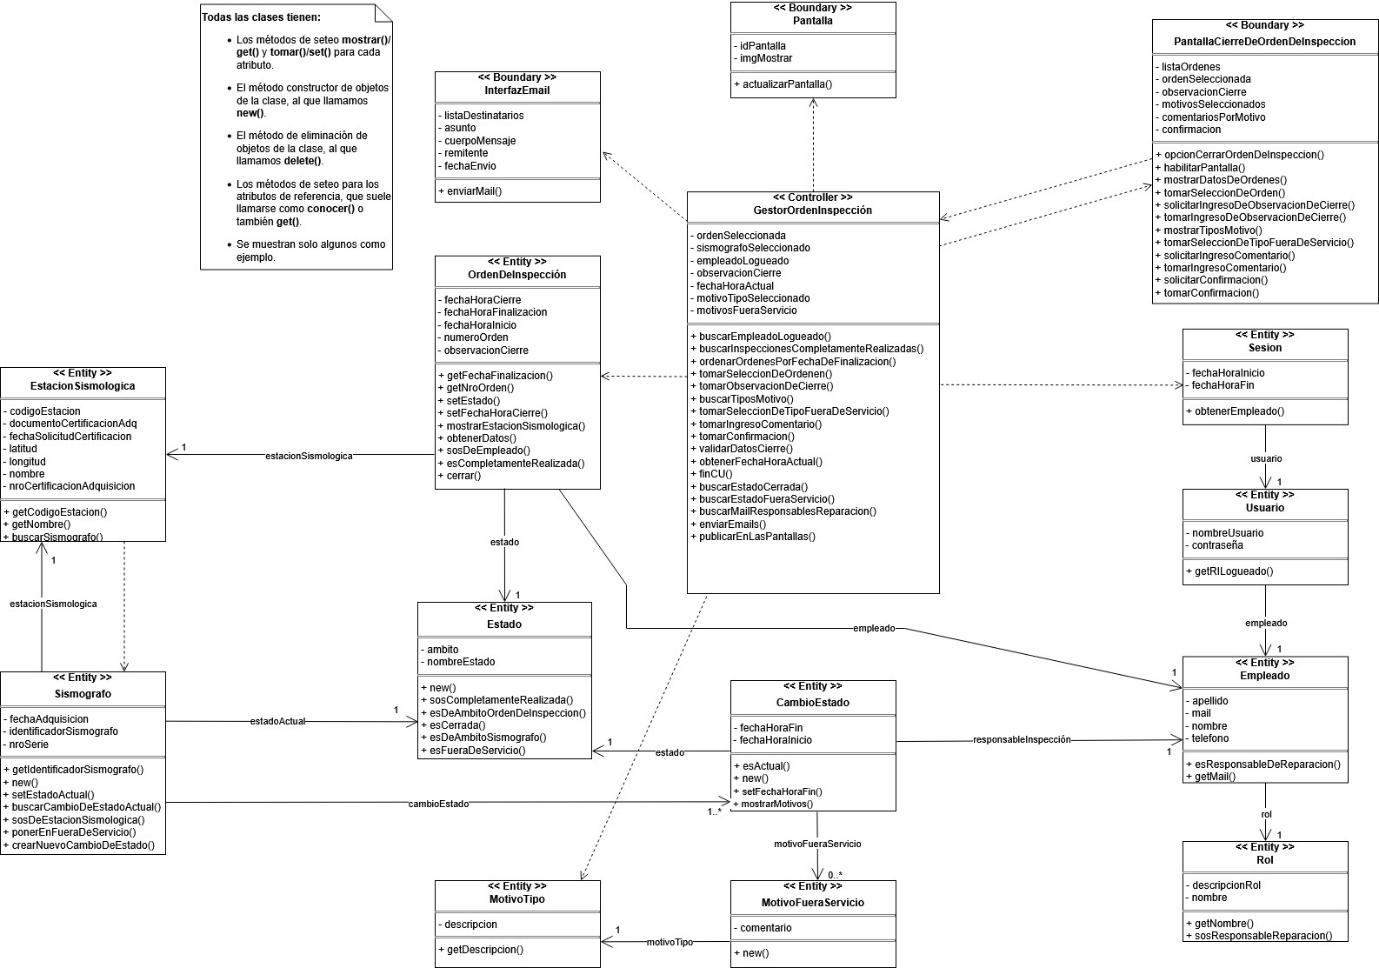 Todas las clases tienen:
• Los métodos de seteo mostrar()/
get() y tomar()/set() para cada
atributo.
• El método constructor de objetos
de la clase, al que llamamos
new().
• El método de eliminación de
objetos de la clase, al que
llamamos delete().
• Los métodos de seteo para los
atributos de referencia, que suele
llamarse como conocer() o
también get().
• Se muestran solo algunos como
ejemplo.
<< Boundary >>
Pantalla
- idPantalla
- imgMostrar
+ actualizarPantalla()
<< Boundary >>
PantallaCierreDeOrdenDeInspeccion
- listaOrdenes
- ordenSeleccionada
- observacionCierre
- motivosSeleccionados
- comentariosPorMotivo
- confirmacion
+ opcionCerrarOrdenDeInspeccion()
+ habilitarPantalla()
+ mostrarDatosDeOrdenes()
+ tomarSeleccionDeOrden()
+ solicitarIngresoDeObservacionDeCierre()
+ tomarIngresoDeObservacionDeCierre()
+ mostrarTiposMotivo()
+ tomarSeleccionDeTipoFueraDeServicio()
+ solicitarIngresoComentario()
+ tomarIngresoComentario()
+ solicitarConfirmacion()
+ tomarConfirmacion()
<< Boundary >>
InterfazEmail
- listaDestinatarios
- asunto
- cuerpoMensaje
- remitente
- fechaEnvio
+ enviarMail()
<< Controller >>
GestorOrdenInspección
- ordenSeleccionada
- sismografoSeleccionado
- empleadoLogueado
- observacionCierre
- fechaHoraActual
- motivoTipoSeleccionado
- motivosFueraServicio
+ buscarEmpleadoLogueado()
+ buscarInspeccionesCompletamenteRealizadas()
+ ordenarOrdenesPorFechaDeFinalizacion()
+ tomarSeleccionDeOrdenen()
+ tomarObservacionDeCierre()
+ buscarTiposMotivo()
+ tomarSeleccionDeTipoFueraDeServicio()
+ tomarIngresoComentario()
+ tomarConfirmacion()
+ validarDatosCierre()
+ obtenerFechaHoraActual()
+ finCU()
+ buscarEstadoCerrada()
+ buscarEstadoFueraServicio()
+ buscarMailResponsablesReparacion()
+ enviarEmails()
+ publicarEnLasPantallas()
<< Entity >>
OrdenDeInspección
- fechaHoraCierre
- fechaHoraFinalizacion
- fechaHoraInicio
- numeroOrden
- observacionCierre
+ getFechaFinalizacion()
+ getNroOrden()
+ setEstado()
+ setFechaHoraCierre()
+ mostrarEstacionSismologica()
+ obtenerDatos()
+ sosDeEmpleado()
+ esCompletamenteRealizada()
+ cerrar()
<< Entity >>
Sesion
- fechaHoraInicio
- fechaHoraFin
+ obtenerEmpleado()
<< Entity >>
EstacionSismologica
- codigoEstacion
- documentoCertificacionAdq
- fechaSolicitudCertificacion
- latitud
- longitud
- nombre
- nroCertificacionAdquisicion
+ getCodigoEstacion()
+ getNombre()
+ buscarSismografo()
1
estacionSismologica
usuario
1
<< Entity >>
Usuario
- nombreUsuario
- contraseña
+ getRILogueado()
estado
1
1
estacionSismologica
<< Entity >>
Estado
- ambito
- nombreEstado
+ new()
+ sosCompletamenteRealizada()
+ esDeAmbitoOrdenDeInspeccion()
+ esCerrada()
+ esDeAmbitoSismografo()
+ esFueraDeServicio()
empleado
1
empleado
1
<< Entity >>
Empleado
- apellido
- mail
- nombre
- telefono
+ esResponsableDeReparacion()
+ getMail()
<< Entity >>
Sismografo
- fechaAdquisicion
- identificadorSismografo
- nroSerie
+ getIdentificadorSismografo()
+ new()
+ setEstadoActual()
+ buscarCambioDeEstadoActual()
+ sosDeEstacionSismologica()
+ ponerEnFueraDeServicio()
+ crearNuevoCambioDeEstado()
estadoActual
1
<< Entity >>
CambioEstado
- fechaHoraFin
- fechaHoraInicio
+ esActual()
+ new()
+ setFechaHoraFin()
+ mostrarMotivos()
1
estado
responsableInspección
1
cambioEstado
1..*
rol
1
motivoFueraServicio
0..*
<< Entity >>
Rol
- descripcionRol
- nombre
+ getNombre()
+ sosResponsableReparacion()
<< Entity >>
MotivoTipo
- descripcion
+ getDescripcion()
1
motivoTipo
<< Entity >>
MotivoFueraServicio
- comentario
+ new()